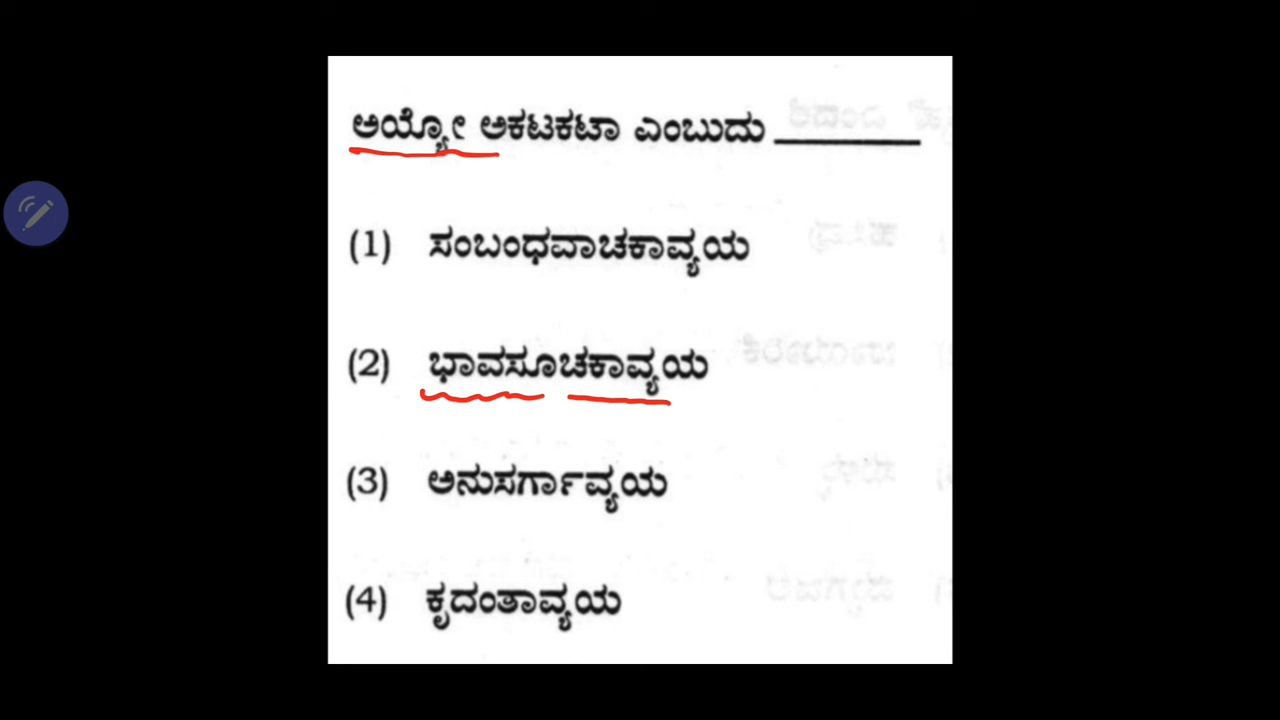 ಅಯ್ಯೋ ಅಕಟಕಟಾ ಎಂಬುದು ________
(1) ಸಂಬಂಧವಾಚಕಾವ್ಯಯ
(2) ಭಾವಸೂಚಕಾವ್ಯಯ
(3) ಅನುಸರ್ಗಾವ್ಯಯ
(4) ಕೃದಂತಾವ್ಯಯ